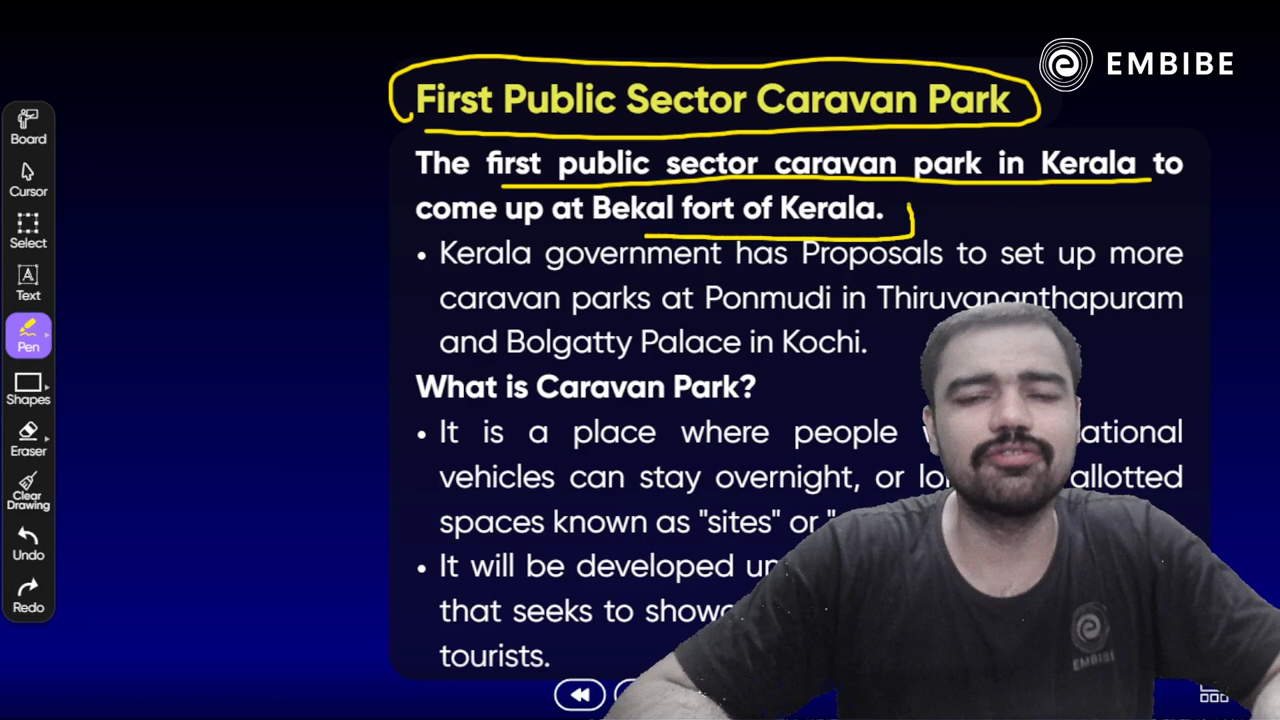 EMBIBE
First Public Sector Caravan Park
The first public sector caravan park in Kerala to
come up at Bekal fort of Kerala.
• Kerala government has Proposals to set up more
caravan parks at Ponmudi in Thiruvananthapuram
and Bolgatty Palace in Kochi.
What is Caravan Park?
• It is a place where people
vehicles can stay overnight, or allotted
spaces known as "sites" or "
• It will be developed
that seeks to
tourists.
Board
Cursor
Select
Text
Pen
Shapes
Eraser
Clear
Drawing
Undo
Redo
EMBIBE